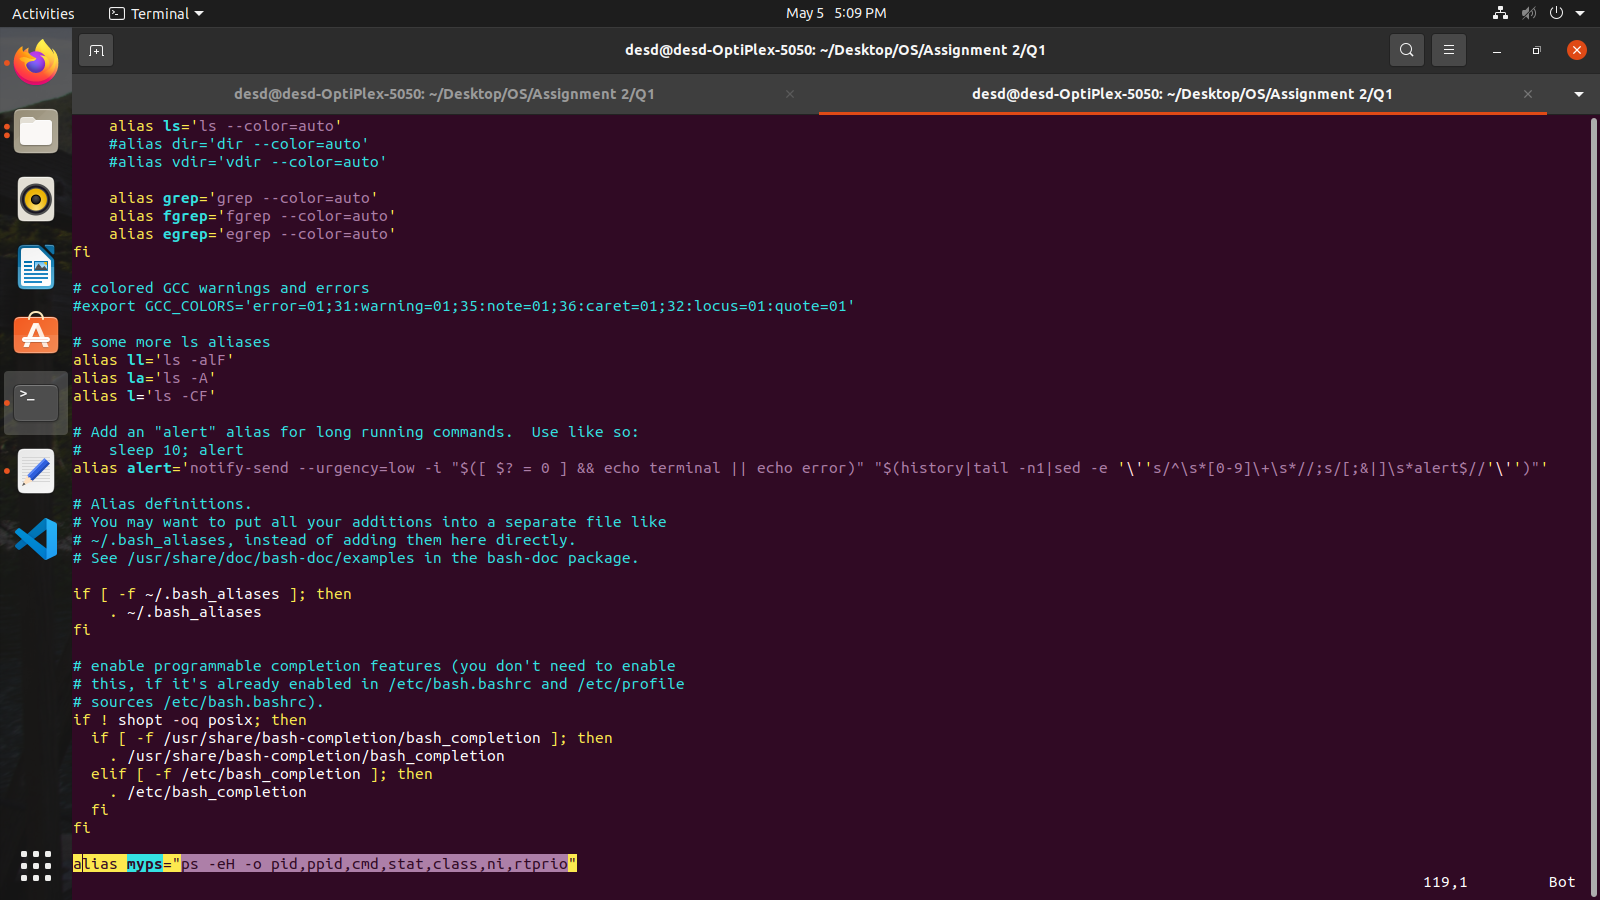 Activities
Terminal
May 5 5:09 PM
desd@desd-OptiPlex-5050: ~/Desktop/OS/Assignment 2/Q1
desd@desd-OptiPlex-5050: ~/Desktop/OS/Assignment 2/Q1
desd@desd-OptiPlex-5050: ~/Desktop/OS/Assignment 2/Q1
    alias ls='ls --color=auto'
    #alias dir='dir --color=auto'
    #alias vdir='vdir --color=auto'
    alias grep='grep --color=auto'
    alias fgrep='fgrep --color=auto'
    alias egrep='egrep --color=auto'
fi
# colored GCC warnings and errors
#export GCC_COLORS='error=01;31:warning=01;35:note=01;36:caret=01;32:locus=01:quote=01'
# some more ls aliases
alias ll='ls -alF'
alias la='ls -A'
alias l='ls -CF'
# Add an "alert" alias for long running commands.  Use like so:
#   sleep 10; alert
alias alert='notify-send --urgency=low -i "$([ $? = 0 ] && echo terminal || echo error)" "$(history|tail -n1|sed -e '\''s/^\s*[0-9]\+\s*//;s/[;&|]\s*alert$//'\'')"'
# Alias definitions.
# You may want to put all your additions into a separate file like
# ~/.bash_aliases, instead of adding them here directly.
# See /usr/share/doc/bash-doc/examples in the bash-doc package.
if [ -f ~/.bash_aliases ]; then
    . ~/.bash_aliases
fi
# enable programmable completion features (you don't need to enable
# this, if it's already enabled in /etc/bash.bashrc and /etc/profile
# sources /etc/bash.bashrc).
if ! shopt -oq posix; then
  if [ -f /usr/share/bash-completion/bash_completion ]; then
    . /usr/share/bash-completion/bash_completion
  elif [ -f /etc/bash_completion ]; then
    . /etc/bash_completion
  fi
fi
alias myps="ps -eH -o pid,ppid,cmd,stat,class,ni,rtprio"
119,1 Bot